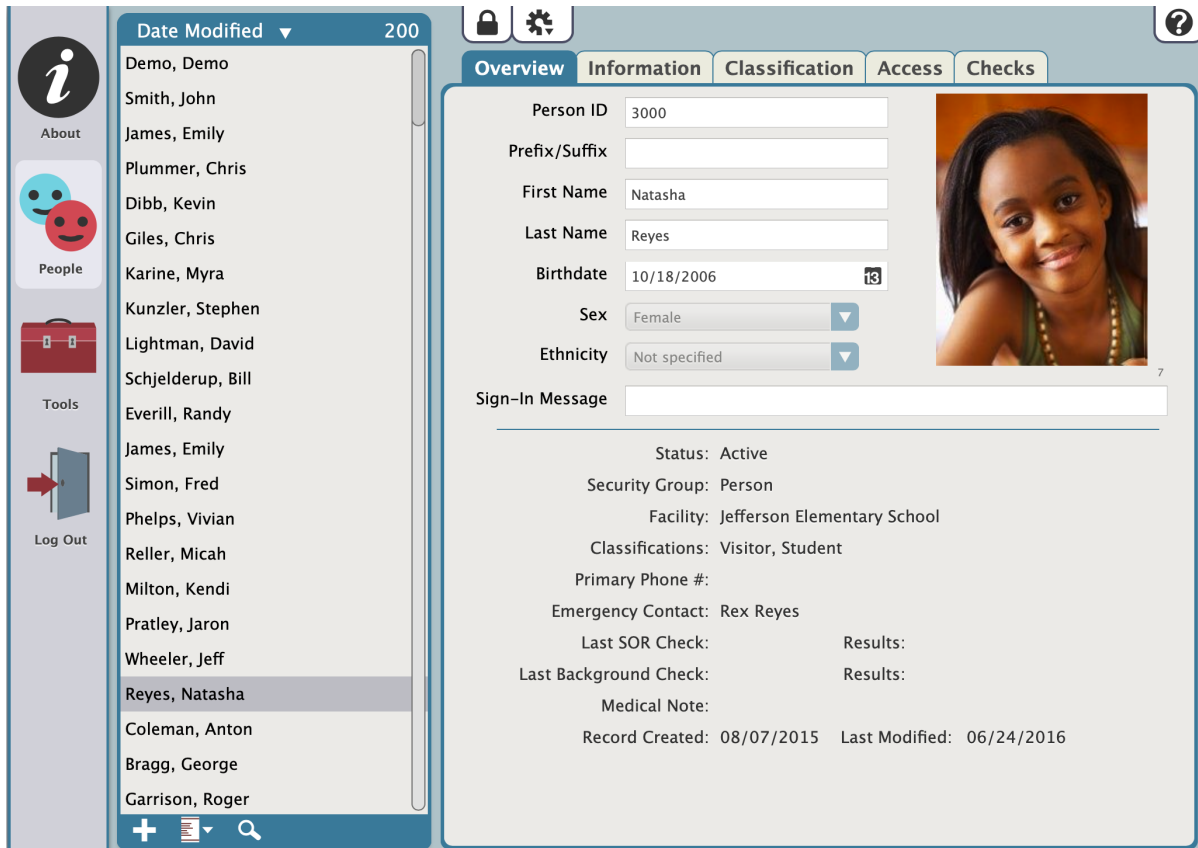 About
People
Tools
Log Out
Date Modified ▼ 200
Demo, Demo
Smith, John
James, Emily
Plummer, Chris
Dibb, Kevin
Giles, Chris
Karine, Myra
Kunzler, Stephen
Lightman, David
Schjelderup, Bill
Everill, Randy
James, Emily
Simon, Fred
Phelps, Vivian
Reller, Micah
Milton, Kendi
Pratley, Jaron
Wheeler, Jeff
Reyes, Natasha
Coleman, Anton
Bragg, George
Garrison, Roger
?
Overview Information Classification Access Checks
Person ID 3000
Prefix/Suffix
First Name Natasha
Last Name Reyes
Birthdate 10/18/2006 13
Sex Female
Ethnicity Not specified
7
Sign-In Message
Status: Active
Security Group: Person
Facility: Jefferson Elementary School
Classifications: Visitor, Student
Primary Phone #:
Emergency Contact: Rex Reyes
Last SOR Check: Results:
Last Background Check: Results:
Medical Note:
Record Created: 08/07/2015 Last Modified: 06/24/2016